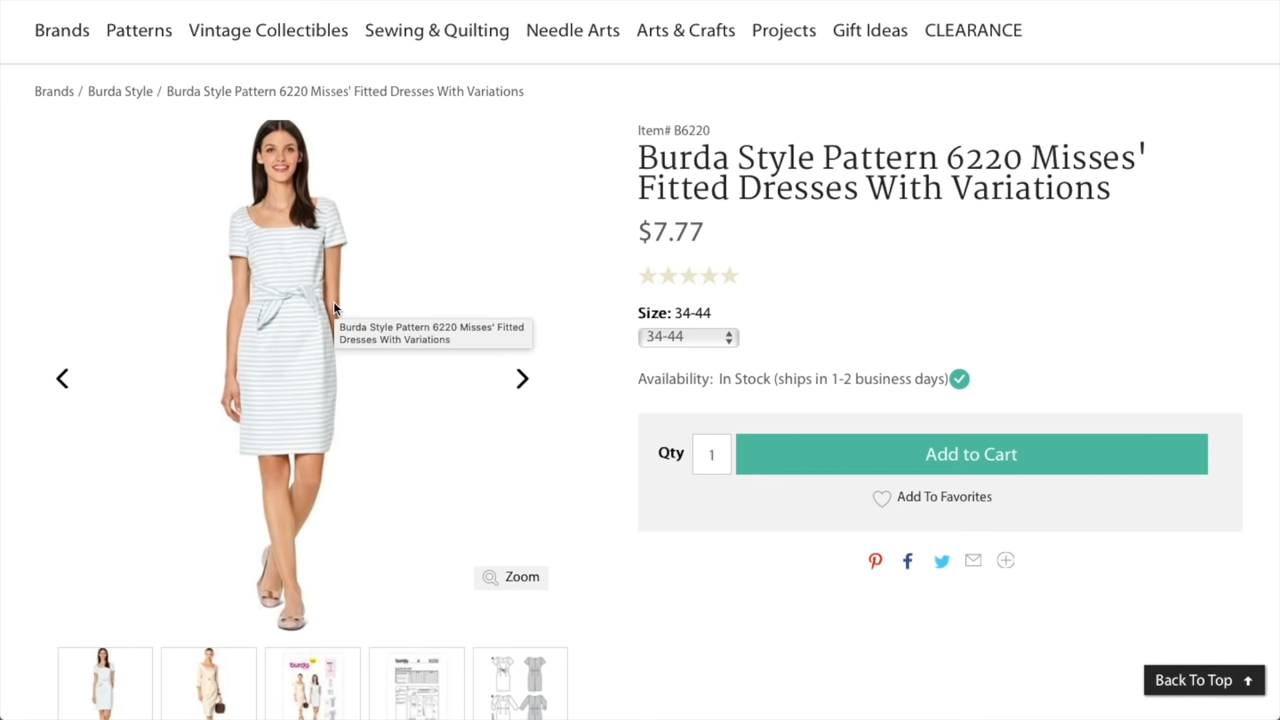 Brands Patterns Vintage Collectibles Sewing & Quilting Needle Arts Arts & Crafts Projects Gift Ideas CLEARANCE
Brands / Burda Style / Burda Style Pattern 6220 Misses' Fitted Dresses With Variations
Item# B6220
Burda Style Pattern 6220 Misses'
Fitted Dresses With Variations
$7.77
Size: 34-44
34-44
Burda Style Pattern 6220 Misses' Fitted
Dresses With Variations
Availability: In Stock (ships in 1-2 business days)
Qty 1 Add to Cart
Add To Favorites
Zoom
burda
burda
Back To Top